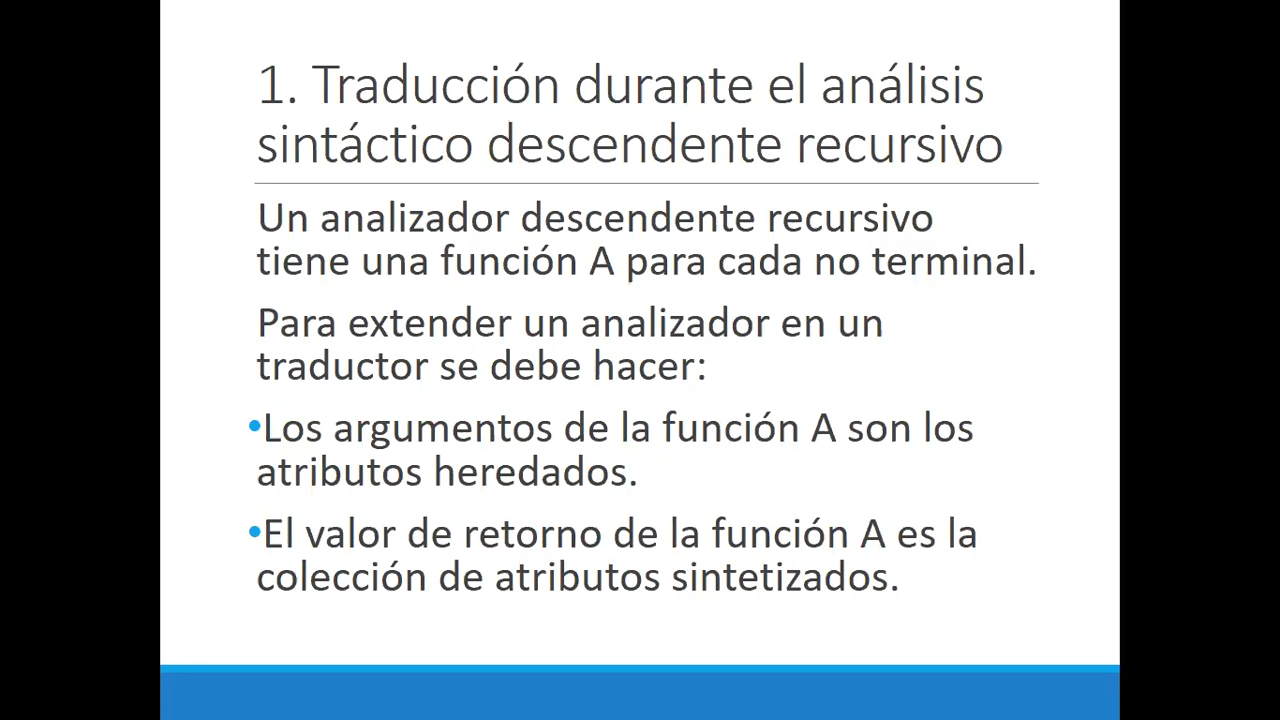 1. Traducción durante el análisis
sintáctico descendente recursivo
Un analizador descendente recursivo
tiene una función A para cada no terminal.
Para extender un analizador en un
traductor se debe hacer:
•Los argumentos de la función A son los
atributos heredados.
•El valor de retorno de la función A es la
colección de atributos sintetizados.